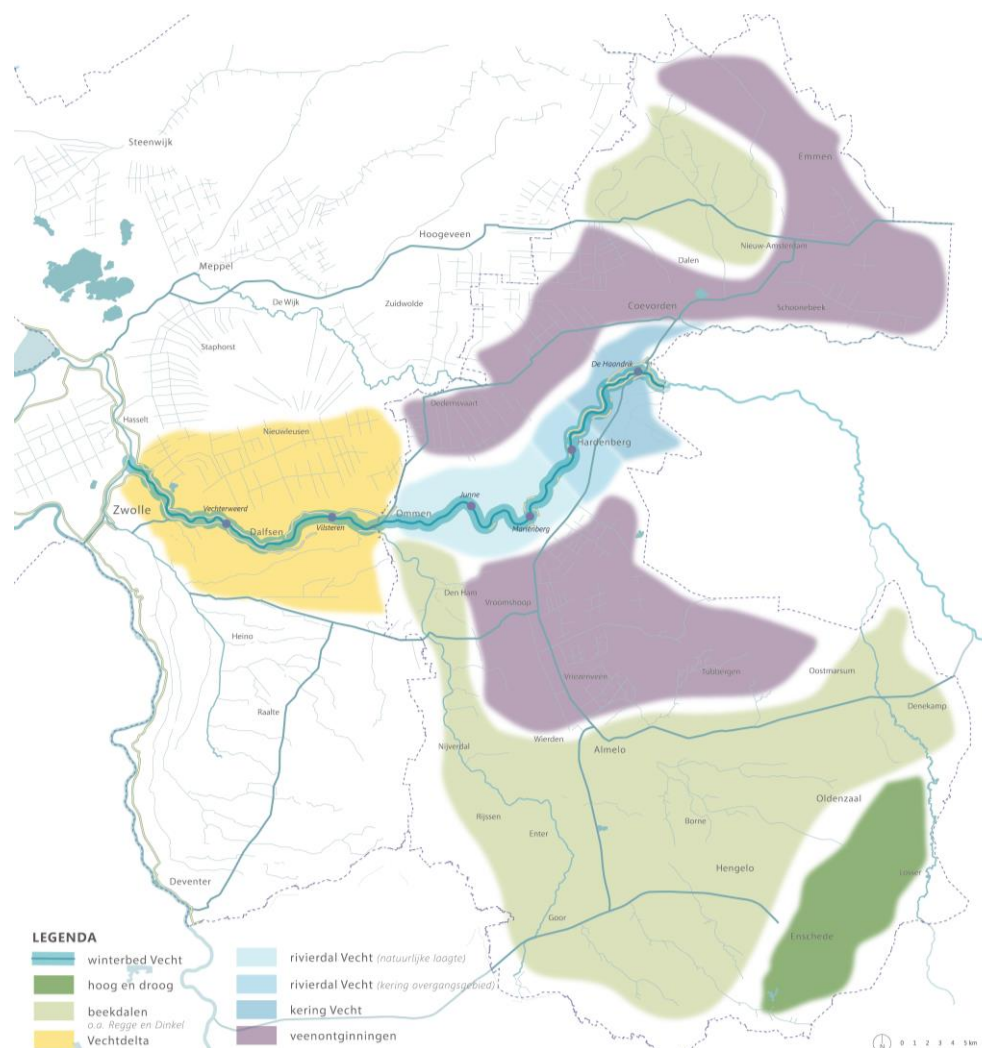 Steenwijk
Emmen
Hoogeveen
Nieuw-Amsterdam
Dalen
Meppel
De Wijk
Zuidwolde
Coevorden
Schoonebeek
Staphorst
De Haandrik
Dedemsvaart
Hasselt
Nieuwleusen
Hardenberg
Junne
Zwolle
Vechterweerd
Ommen
Vilsteren
Mariënberg
Dalfsen
Den Ham
Vroomshoop
Heino
Vriezenveen
Tubbergen
Ootmarsum
Raalte
Denekamp
Wierden
Nijverdal
Almelo
Oldenzaal
Rijssen
Borne
Enter
Hengelo
Losser
Deventer
Goor
Enschede
LEGENDA
winterbed Vecht
hoog en droog
beekdalen
o.a. Regge en Dinkel
Vechtdelta
rivierdal Vecht (natuurlijke laagte)
rivierdal Vecht (kering overgangsgebied)
kering Vecht
veenontginningen
0 1 2 3 4 5 km